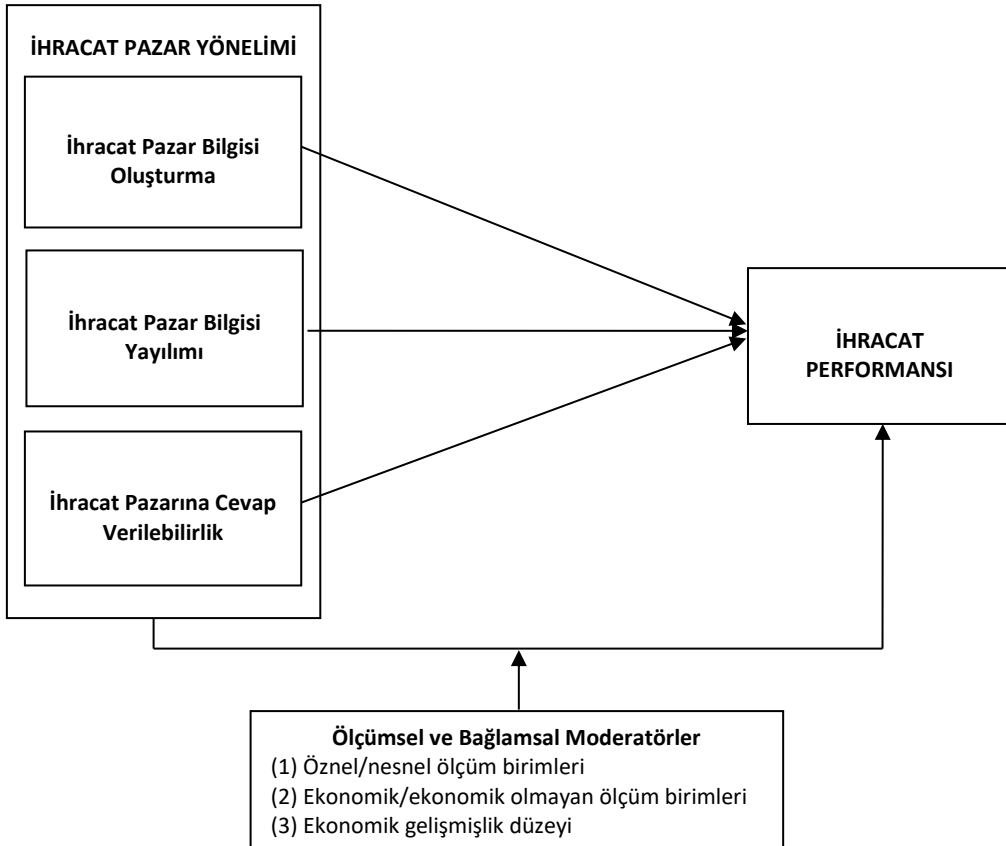 İHRACAT PAZAR YÖNELİMİ
İhracat Pazar Bilgisi
Oluşturma
İhracat Pazar Bilgisi
Yayılımı
İhracat Pazarına Cevap
Verilebilirlik
İHRACAT
PERFORMANSI
Ölçümsel ve Bağlamsal Moderatörler
(1) Öznel/nesnel ölçüm birimleri
(2) Ekonomik/ekonomik olmayan ölçüm birimleri
(3) Ekonomik gelişmişlik düzeyi